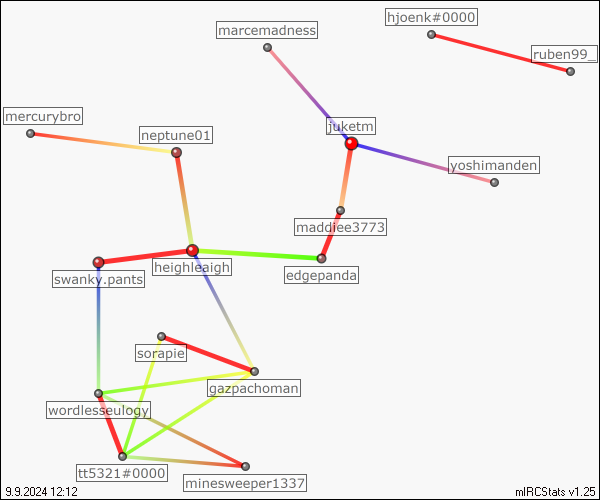 hjoenk#0000
marcemadness
ruben99_
mercurybro
neptune01
juketm
yoshimanden
maddiee3773
heighleaigh
edgepanda
swanky.pants
sorapie
gazpachoman
wordlesseulogy
tt5321#0000
minesweeper1337
9.9.2024 12:12
mIRCStats v1.25